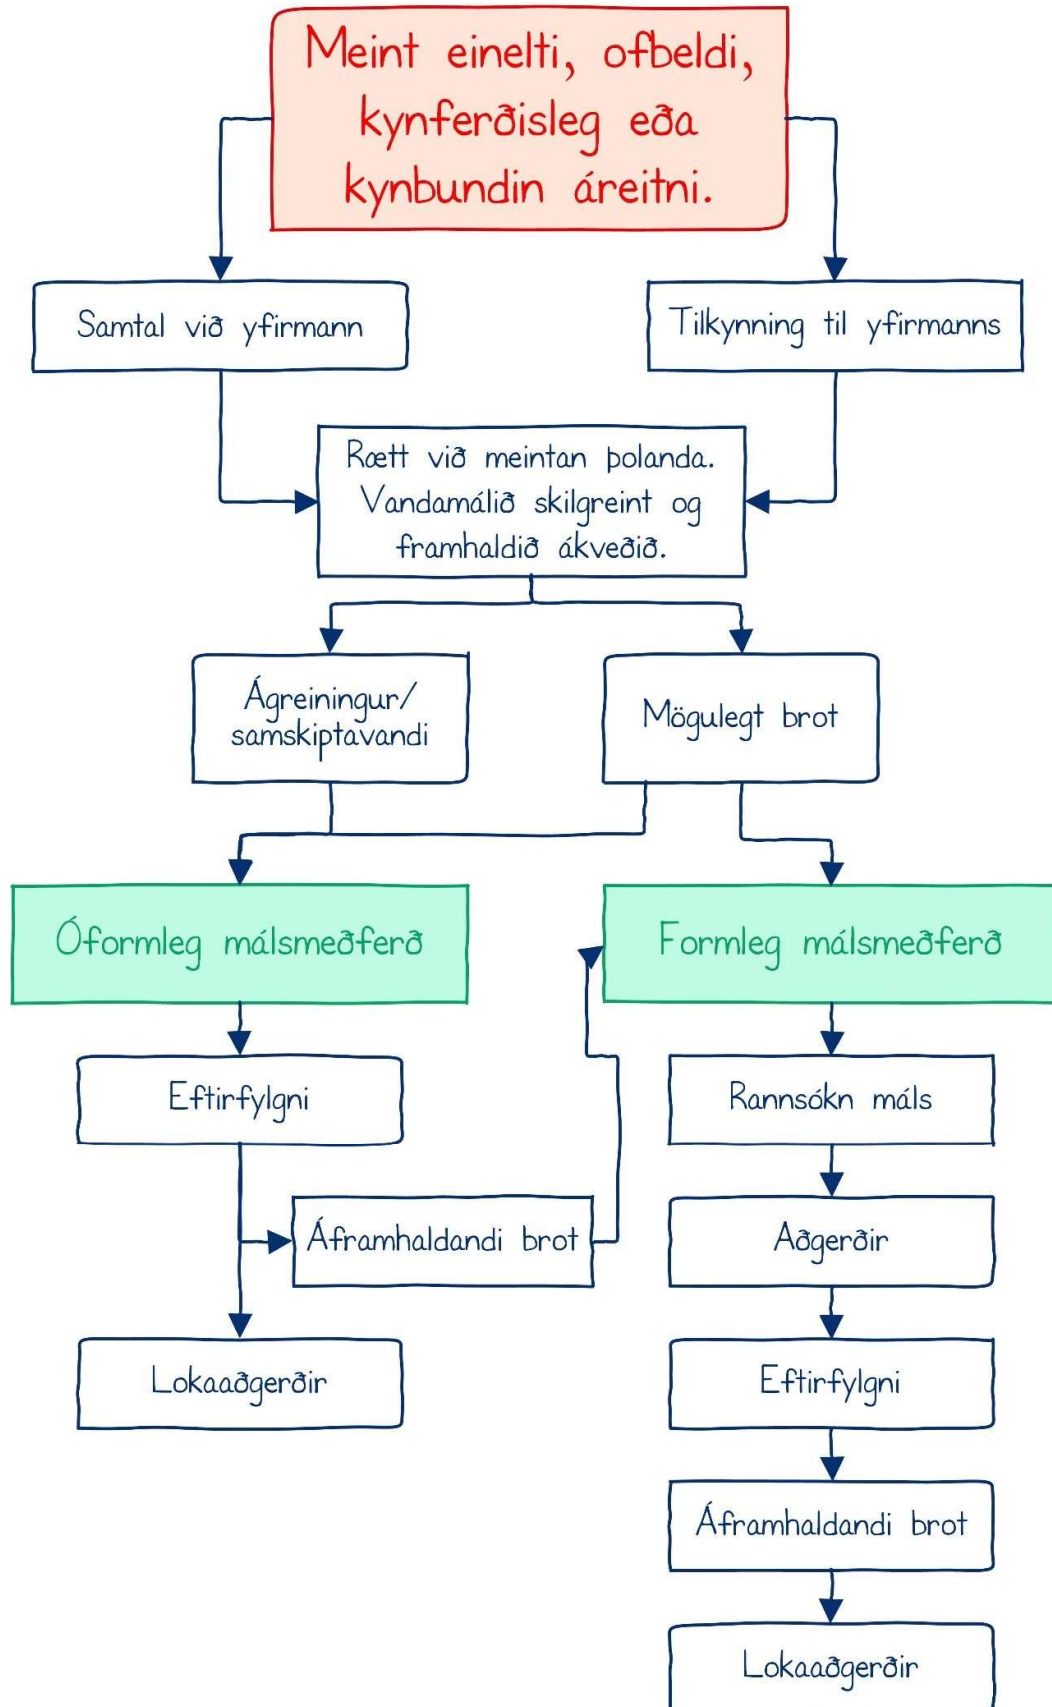 Meint einelti, ofbeldi,
kynferðisleg eða
kynbundin áreitni.
Samtal við yfirmann
Tilkynning til yfirmanns
Rætt við meintan þolanda.
Vandamálið skilgreint og
framhaldið ákveðið.
Ágreiningur/
samskiptavandi
Mögulegt brot
Óformleg málsmeðferð
Formleg málsmeðferð
Eftirfylgni
Rannsókn máls
Áframhaldandi brot
Aðgerðir
Lokaaðgerðir
Eftirfylgni
Áframhaldandi brot
Lokaaðgerðir